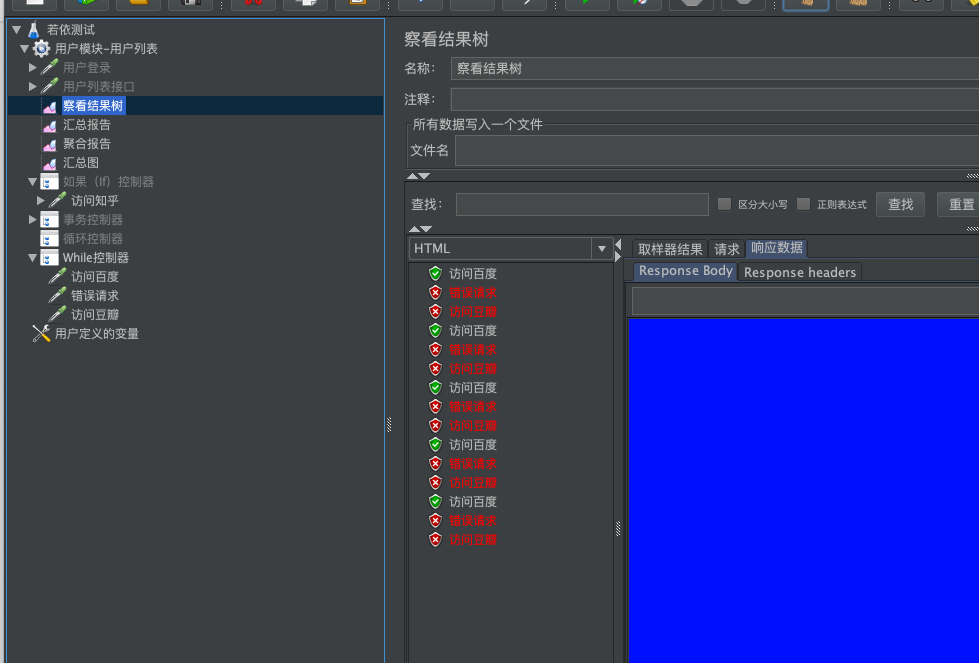 若依测试
用户模块-用户列表
用户登录
用户列表接口
察看结果树
汇总报告
聚合报告
汇总图
如果（If）控制器
访问知乎
事务控制器
循环控制器
While控制器
访问百度
错误请求
访问豆瓣
用户定义的变量
察看结果树
名称： 察看结果树
注释：
所有数据写入一个文件
文件名
查找： 区分大小写 正则表达式 查找 重置
HTML
取样器结果 请求 响应数据
Response Body Response headers
访问百度
错误请求
访问豆瓣
访问百度
错误请求
访问豆瓣
访问百度
错误请求
访问豆瓣
访问百度
错误请求
访问豆瓣
访问百度
错误请求
访问豆瓣